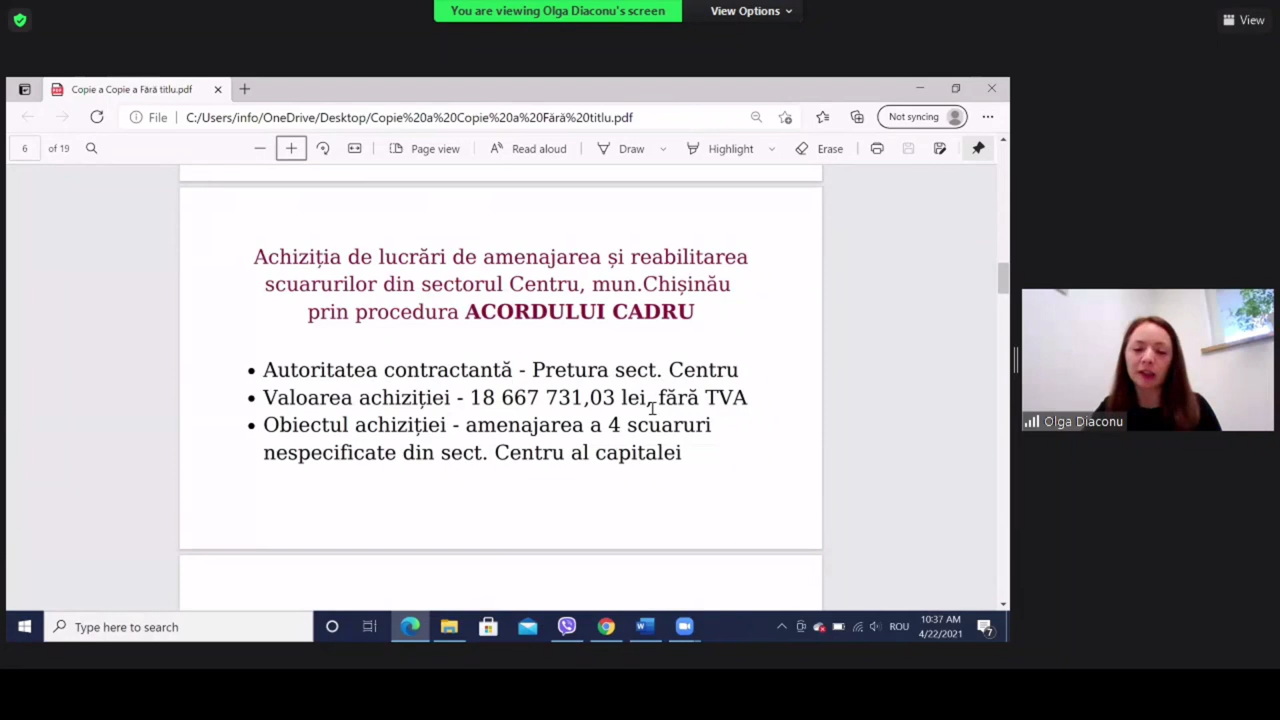 You are viewing Olga Diaconu's screen
View Options
View
Copie a Copie a Fără titlu.pdf
File
C:/Users/info/OneDrive/Desktop/Copie%20a%20Copie%20a%20Fără%20titlu.pdf
Not syncing
6 of 19
Page view
Read aloud
Draw
Highlight
Erase
Achiziția de lucrări de amenajarea și reabilitarea
scuarurilor din sectorul Centru, mun.Chișinău
prin procedura ACORDULUI CADRU
• Autoritatea contractantă - Pretura sect. Centru
• Valoarea achiziției - 18 667 731,03 lei, fără TVA
• Obiectul achiziției - amenajarea a 4 scuaruri
nespecificate din sect. Centru al capitalei
Olga Diaconu
Type here to search
ROU
10:37 AM
4/22/2021
7